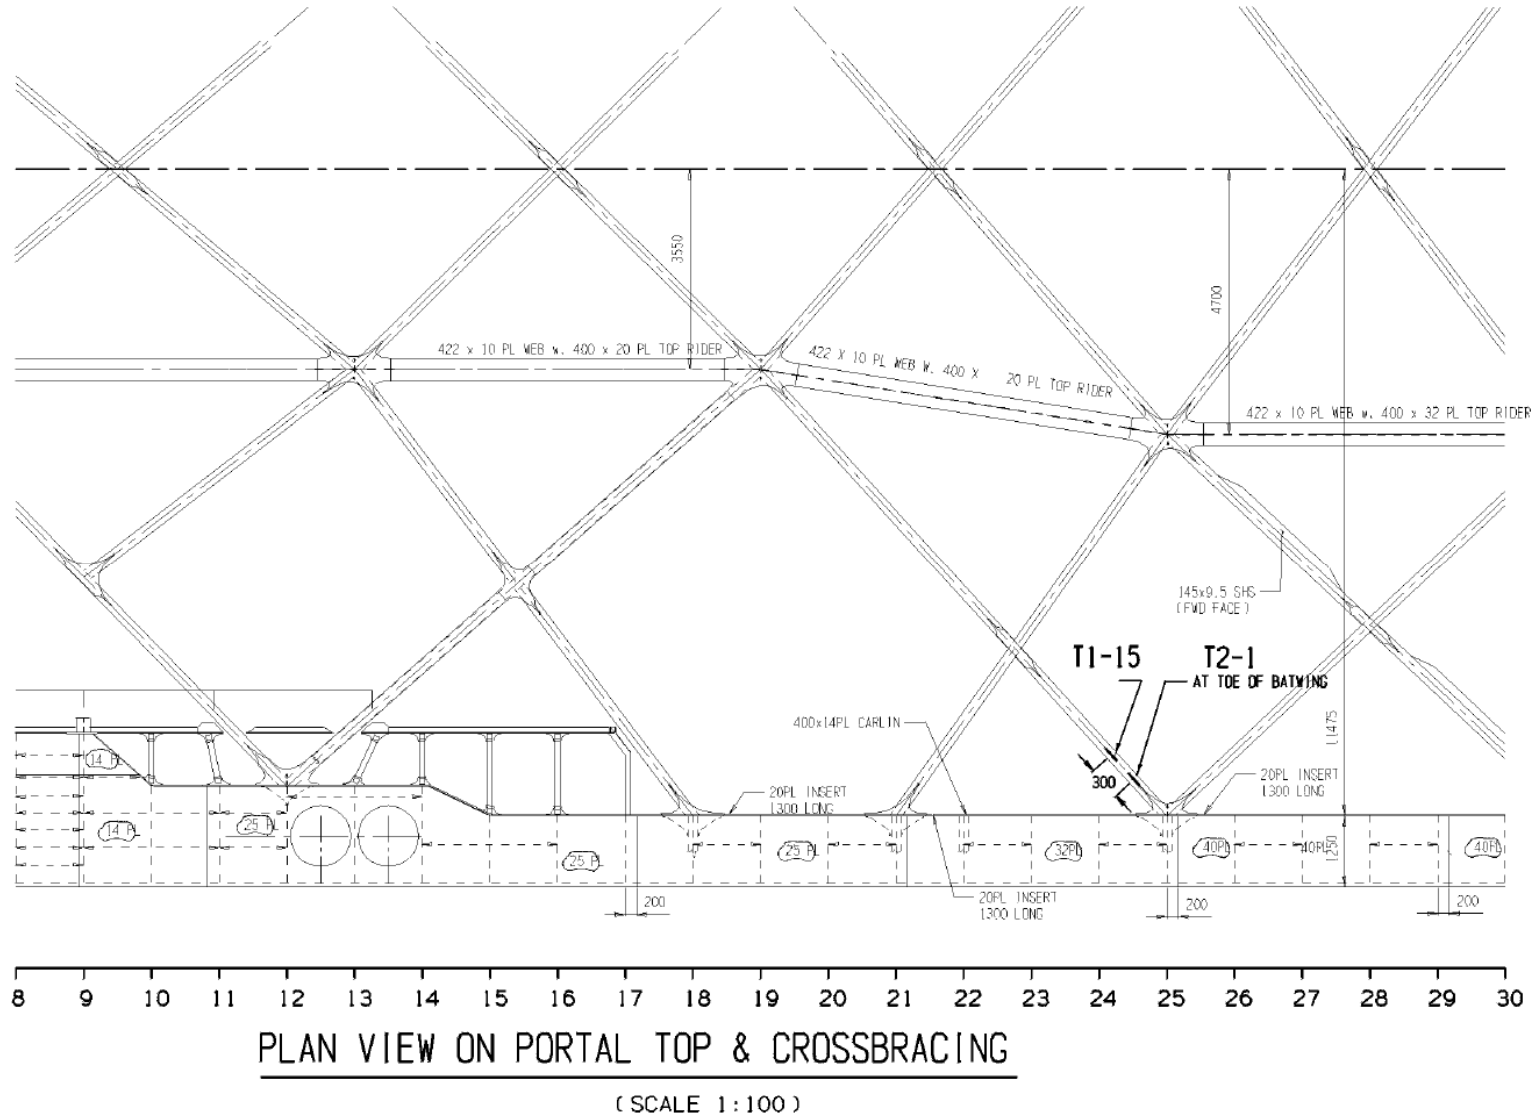 3550
4700
422 x 10 PL WEB w. 400 x 20 PL TOP RIDER
422 X 10 PL WEB W. 400 X 20 PL TOP RIDER
422 x 10 PL WEB w. 400 x 32 PL TOP RIDER
145x9.5 SHS
(FWD FACE)
T1-15
T2-1
AT TOE OF BATWING
11475
400x14PL CARLIN
300
20PL INSERT
1300 LONG
20PL INSERT
1300 LONG
14 PL
14 PL
25 PL
25 PL
25 PL
32PL
40PL
40PL
1250
40PL
20PL INSERT
1300 LONG
200
200
200
8 9 10 11 12 13 14 15 16 17 18 19 20 21 22 23 24 25 26 27 28 29 30
PLAN VIEW ON PORTAL TOP & CROSSBRACING
(SCALE 1:100)